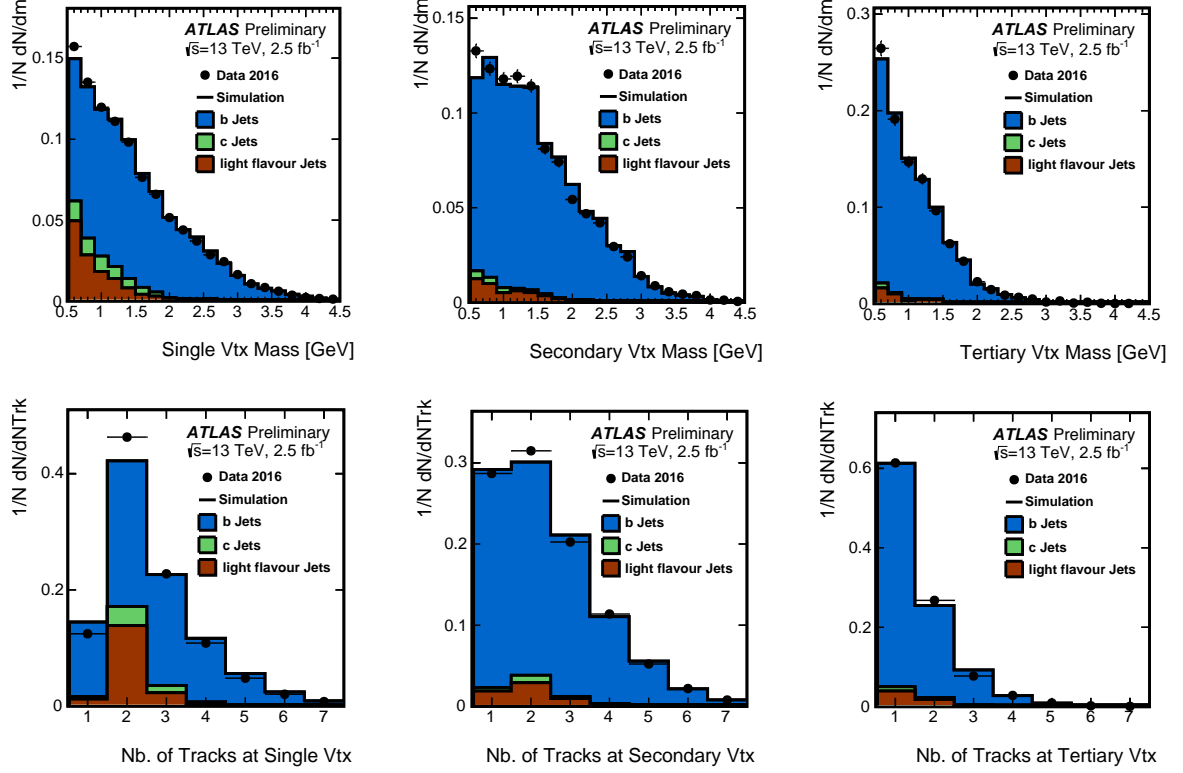 1/N dN/dm
ATLAS Preliminary
√s=13 TeV, 2.5 fb-1
Data 2016
Simulation
b Jets
c Jets
light flavour Jets
0.15
0.1
0.05
0
0.5 1 1.5 2 2.5 3 3.5 4 4.5
Single Vtx Mass [GeV]
1/N dN/dm
ATLAS Preliminary
√s=13 TeV, 2.5 fb-1
Data 2016
Simulation
b Jets
c Jets
light flavour Jets
0.15
0.1
0.05
0
0.5 1 1.5 2 2.5 3 3.5 4 4.5
Secondary Vtx Mass [GeV]
1/N dN/dm
ATLAS Preliminary
√s=13 TeV, 2.5 fb-1
Data 2016
Simulation
b Jets
c Jets
light flavour Jets
0.3
0.2
0.1
0
0.5 1 1.5 2 2.5 3 3.5 4 4.5
Tertiary Vtx Mass [GeV]
1/N dN/dNTrk
ATLAS Preliminary
√s=13 TeV, 2.5 fb-1
Data 2016
Simulation
b Jets
c Jets
light flavour Jets
0.4
0.2
0
1 2 3 4 5 6 7
Nb. of Tracks at Single Vtx
1/N dN/dNTrk
ATLAS Preliminary
√s=13 TeV, 2.5 fb-1
Data 2016
Simulation
b Jets
c Jets
light flavour Jets
0.3
0.2
0.1
0
1 2 3 4 5 6 7
Nb. of Tracks at Secondary Vtx
1/N dN/dNTrk
ATLAS Preliminary
√s=13 TeV, 2.5 fb-1
Data 2016
Simulation
b Jets
c Jets
light flavour Jets
0.6
0.4
0.2
0
1 2 3 4 5 6 7
Nb. of Tracks at Tertiary Vtx